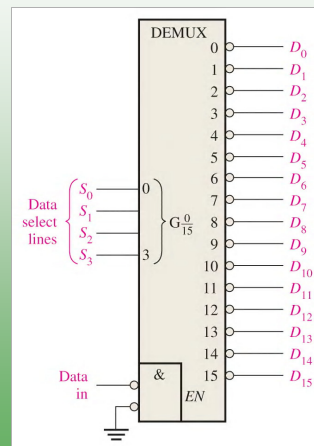 DEMUX
0 D0
1 D1
2 D2
3 D3
4 D4
5 D5
6 D6
7 D7
8 D8
9 D9
10 D10
11 D11
12 D12
13 D13
14 D14
15 D15
Data
select
lines
S0 0
S1
S2
S3 3
G 0/15
Data
in
&
EN